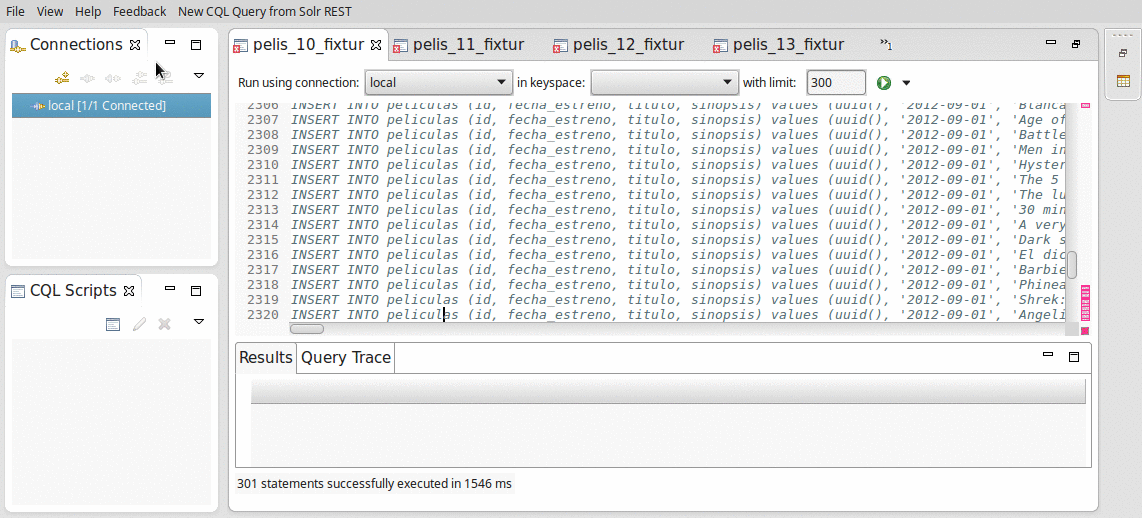 File View Help Feedback New CQL Query from Solr REST
Connections
local [1/1 Connected]
CQL Scripts
pelis_10_fixtur pelis_11_fixtur pelis_12_fixtur pelis_13_fixtur »1
Run using connection: local in keyspace: with limit: 300
2306 INSERT INTO peliculas (id, fecha_estreno, titulo, sinopsis) values (uuid(), '2012-09-01', 'Blanca
2307 INSERT INTO peliculas (id, fecha_estreno, titulo, sinopsis) values (uuid(), '2012-09-01', 'Age of
2308 INSERT INTO peliculas (id, fecha_estreno, titulo, sinopsis) values (uuid(), '2012-09-01', 'Battle
2309 INSERT INTO peliculas (id, fecha_estreno, titulo, sinopsis) values (uuid(), '2012-09-01', 'Men in
2310 INSERT INTO peliculas (id, fecha_estreno, titulo, sinopsis) values (uuid(), '2012-09-01', 'Hyster
2311 INSERT INTO peliculas (id, fecha_estreno, titulo, sinopsis) values (uuid(), '2012-09-01', 'The 5
2312 INSERT INTO peliculas (id, fecha_estreno, titulo, sinopsis) values (uuid(), '2012-09-01', 'The lu
2313 INSERT INTO peliculas (id, fecha_estreno, titulo, sinopsis) values (uuid(), '2012-09-01', '30 min
2314 INSERT INTO peliculas (id, fecha_estreno, titulo, sinopsis) values (uuid(), '2012-09-01', 'A very
2315 INSERT INTO peliculas (id, fecha_estreno, titulo, sinopsis) values (uuid(), '2012-09-01', 'Dark s
2316 INSERT INTO peliculas (id, fecha_estreno, titulo, sinopsis) values (uuid(), '2012-09-01', 'El dic
2317 INSERT INTO peliculas (id, fecha_estreno, titulo, sinopsis) values (uuid(), '2012-09-01', 'Barbie
2318 INSERT INTO peliculas (id, fecha_estreno, titulo, sinopsis) values (uuid(), '2012-09-01', 'Phinea
2319 INSERT INTO peliculas (id, fecha_estreno, titulo, sinopsis) values (uuid(), '2012-09-01', 'Shrek:
2320 INSERT INTO peliculas (id, fecha_estreno, titulo, sinopsis) values (uuid(), '2012-09-01', 'Angeli
Results Query Trace
301 statements successfully executed in 1546 ms